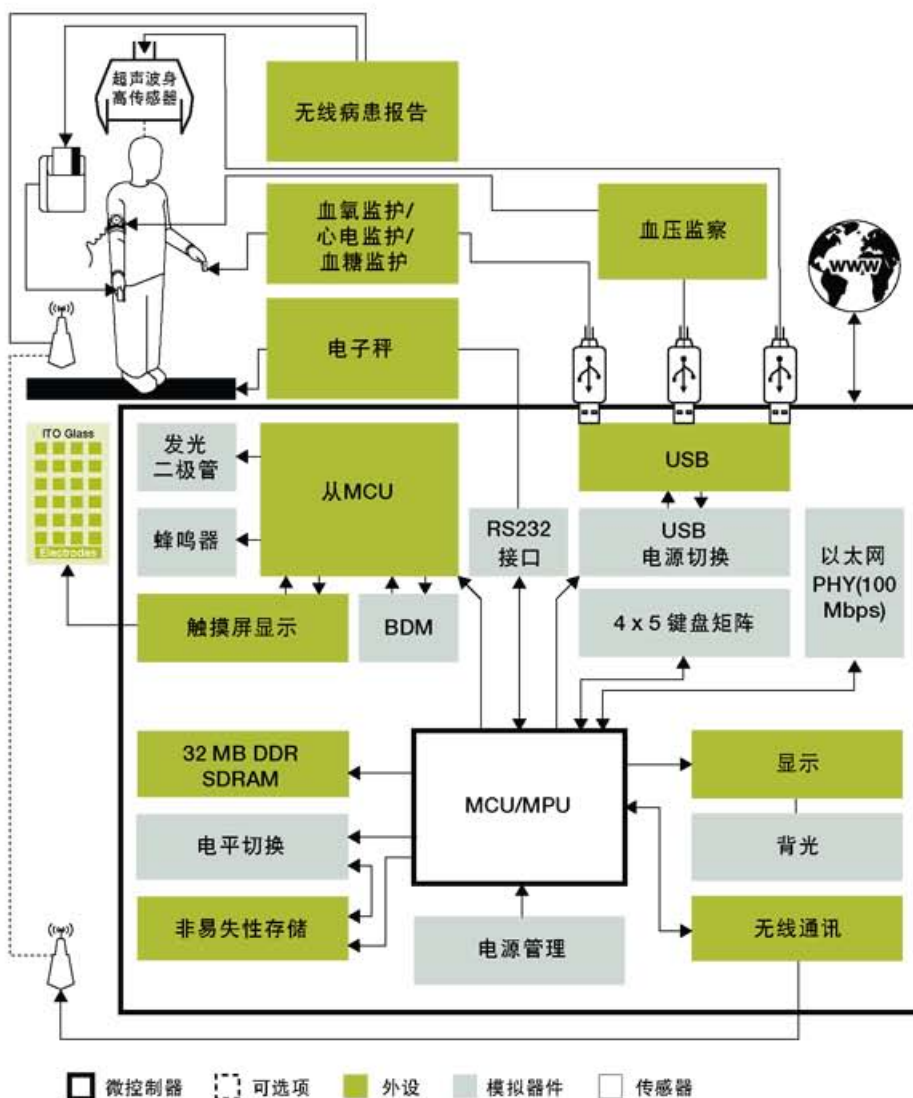 超声波身
高传感器
无线病患报告
血氧监护/
心电监护/
血糖监护
血压监察
WWW
电子秤
ITO Glass
Electrodes
发光
二极管
从MCU
USB
蜂鸣器
RS232
接口
USB
电源切换
以太网
PHY(100
Mbps)
触摸屏显示
BDM
4 x 5 键盘矩阵
32 MB DDR
SDRAM
MCU/MPU
显示
电平切换
背光
非易失性存储
电源管理
无线通讯
微控制器
可选项
外设
模拟器件
传感器